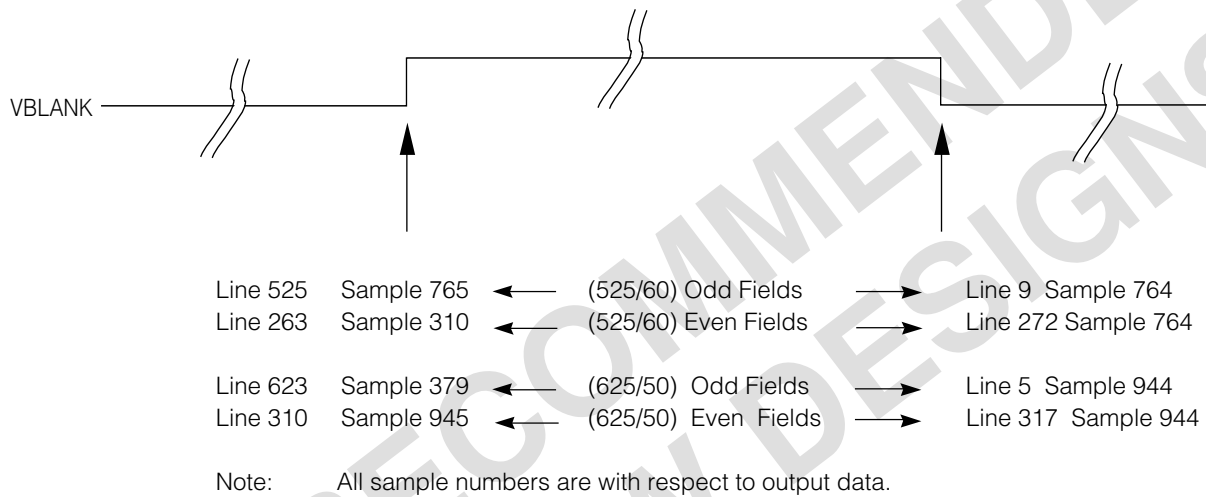 VBLANK
Line 525 Sample 765 (525/60) Odd Fields Line 9 Sample 764
Line 263 Sample 310 (525/60) Even Fields Line 272 Sample 764
Line 623 Sample 379 (625/50) Odd Fields Line 5 Sample 944
Line 310 Sample 945 (625/50) Even Fields Line 317 Sample 944
Note: All sample numbers are with respect to output data.
RECOMMENDE
DESIGNS